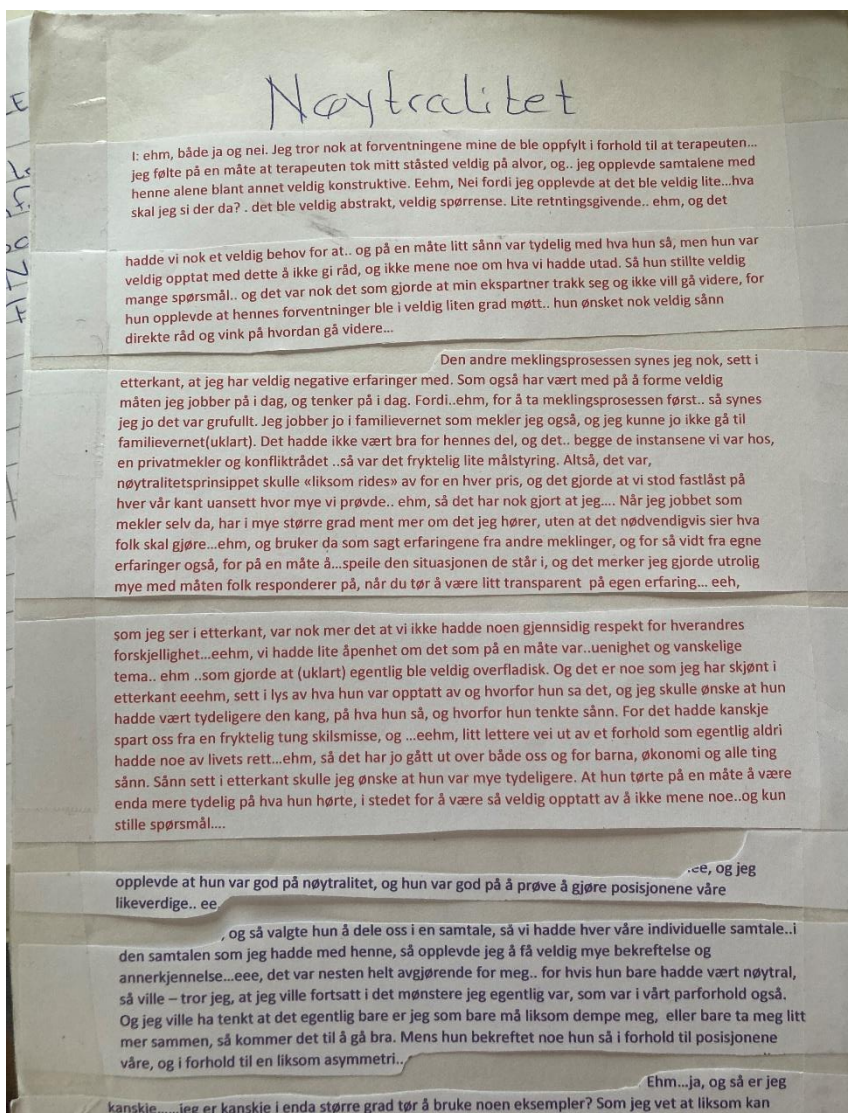 Nøytralitet
I: ehm, både ja og nei. Jeg tror nok at forventningene mine de ble oppfylt i forhold til at terapeuten...
jeg følte på en måte at terapeuten tok mitt ståsted veldig på alvor, og.. jeg opplevde samtalene med
henne alene blant annet veldig konstruktive. Eehm, Nei fordi jeg opplevde at det ble veldig lite...hva
skal jeg si der da? . det ble veldig abstrakt, veldig spørrense. Lite retntingsgivende.. ehm, og det
hadde vi nok et veldig behov for at.. og på en måte litt sånn var tydelig med hva hun så, men hun var
veldig opptat med dette å ikke gi råd, og ikke mene noe om hva vi hadde utad. Så hun stillte veldig
mange spørsmål.. og det var nok det som gjorde at min ekspartner trakk seg og ikke vill gå videre, for
hun opplevde at hennes forventninger ble i veldig liten grad møtt.. hun ønsket nok veldig sånn
direkte råd og vink på hvordan gå videre...
Den andre meklingsprosessen synes jeg nok, sett i
etterkant, at jeg har veldig negative erfaringer med. Som også har vært med på å forme veldig
måten jeg jobber på i dag, og tenker på i dag. Fordi..ehm, for å ta meklingsprosessen først.. så synes
jeg jo det var grufullt. Jeg jobber jo i familievernet som mekler jeg også, og jeg kunne jo ikke gå til
familievernet(uklart). Det hadde ikke vært bra for hennes del, og det.. begge de instansene vi var hos,
en privatmekler og konfliktrådet ..så var det fryktelig lite målstyring. Altså, det var,
nøytralitetsprinsippet skulle «liksom rides» av for en hver pris, og det gjorde at vi stod fastlåst på
hver vår kant uansett hvor mye vi prøvde.. ehm, så det har nok gjort at jeg.... Når jeg jobbet som
mekler selv da, har i mye større grad ment mer om det jeg hører, uten at det nødvendigvis sier hva
folk skal gjøre...ehm, og bruker da som sagt erfaringene fra andre meklinger, og for så vidt fra egne
erfaringer også, for på en måte å...speile den situasjonen de står i, og det merker jeg gjorde utrolig
mye med måten folk responderer på, når du tør å være litt transparent på egen erfaring... eeh,
som jeg ser i etterkant, var nok mer det at vi ikke hadde noen gjennsidig respekt for hverandres
forskjellighet...eehm, vi hadde lite åpenhet om det som på en måte var..uenighet og vanskelige
tema.. ehm ..som gjorde at (uklart) egentlig ble veldig overfladisk. Og det er noe som jeg har skjønt i
etterkant eeehm, sett i lys av hva hun var opptatt av og hvorfor hun sa det, og jeg skulle ønske at hun
hadde vært tydeligere den kang, på hva hun så, og hvorfor hun tenkte sånn. For det hadde kanskje
spart oss fra en fryktelig tung skilsmisse, og ...eehm, litt lettere vei ut av et forhold som egentlig aldri
hadde noe av livets rett...ehm, så det har jo gått ut over både oss og for barna, økonomi og alle ting
sånn. Sånn sett i etterkant skulle jeg ønske at hun var mye tydeligere. At hun tørte på en måte å være
enda mere tydelig på hva hun hørte, i stedet for å være så veldig opptatt av å ikke mene noe..og kun
stille spørsmål....
.ee, og jeg
opplevde at hun var god på nøytralitet, og hun var god på å prøve å gjøre posisjonene våre
likeverdige.. ee
, og så valgte hun å dele oss i en samtale, så vi hadde hver våre individuelle samtale..i
den samtalen som jeg hadde med henne, så opplevde jeg å få veldig mye bekreftelse og
annerkjennelse...eee, det var nesten helt avgjørende for meg.. for hvis hun bare hadde vært nøytral,
så ville – tror jeg, at jeg ville fortsatt i det mønstere jeg egentlig var, som var i vårt parforhold også.
Og jeg ville ha tenkt at det egentlig bare er jeg som bare må liksom dempe meg, eller bare ta meg litt
mer sammen, så kommer det til å gå bra. Mens hun bekreftet noe hun så i forhold til posisjonene
våre, og i forhold til en liksom asymmetri..
Ehm...ja, og så er jeg
kanskje......jeg er kanskje i enda større grad tør å bruke noen eksempler? Som jeg vet at liksom kan